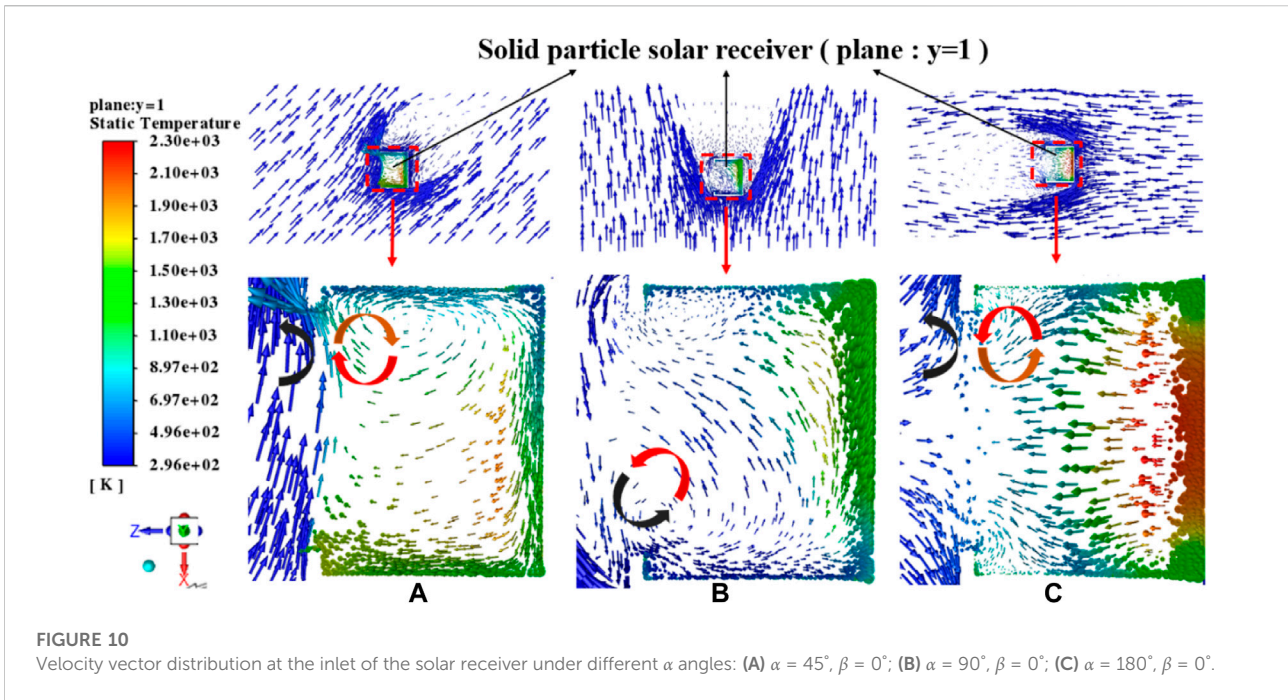 Solid particle solar receiver ( plane : y=1 )
plane:y=1
Static Temperature
2.30e+03
2.10e+03
1.90e+03
1.70e+03
1.50e+03
1.30e+03
1.10e+03
8.97e+02
6.96e+02
4.96e+02
2.96e+02
[ K ]
Z
X
A
B
C
FIGURE 10
Velocity vector distribution at the inlet of the solar receiver under different α angles: (A) α = 45°, β = 0°; (B) α = 90°, β = 0°; (C) α = 180°, β = 0°.